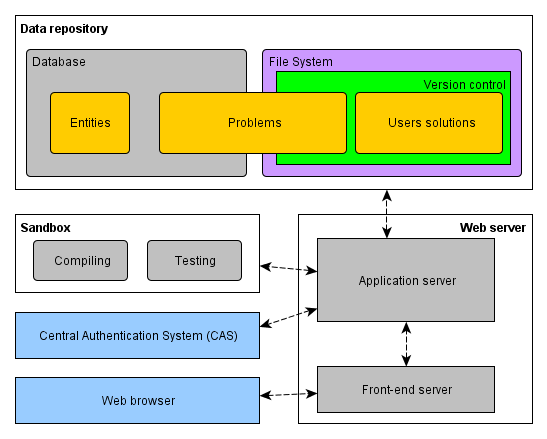 Data repository
Database
File System
Version control
Entities
Problems
Users solutions
Sandbox
Web server
Compiling
Testing
Application server
Central Authentication System (CAS)
Front-end server
Web browser